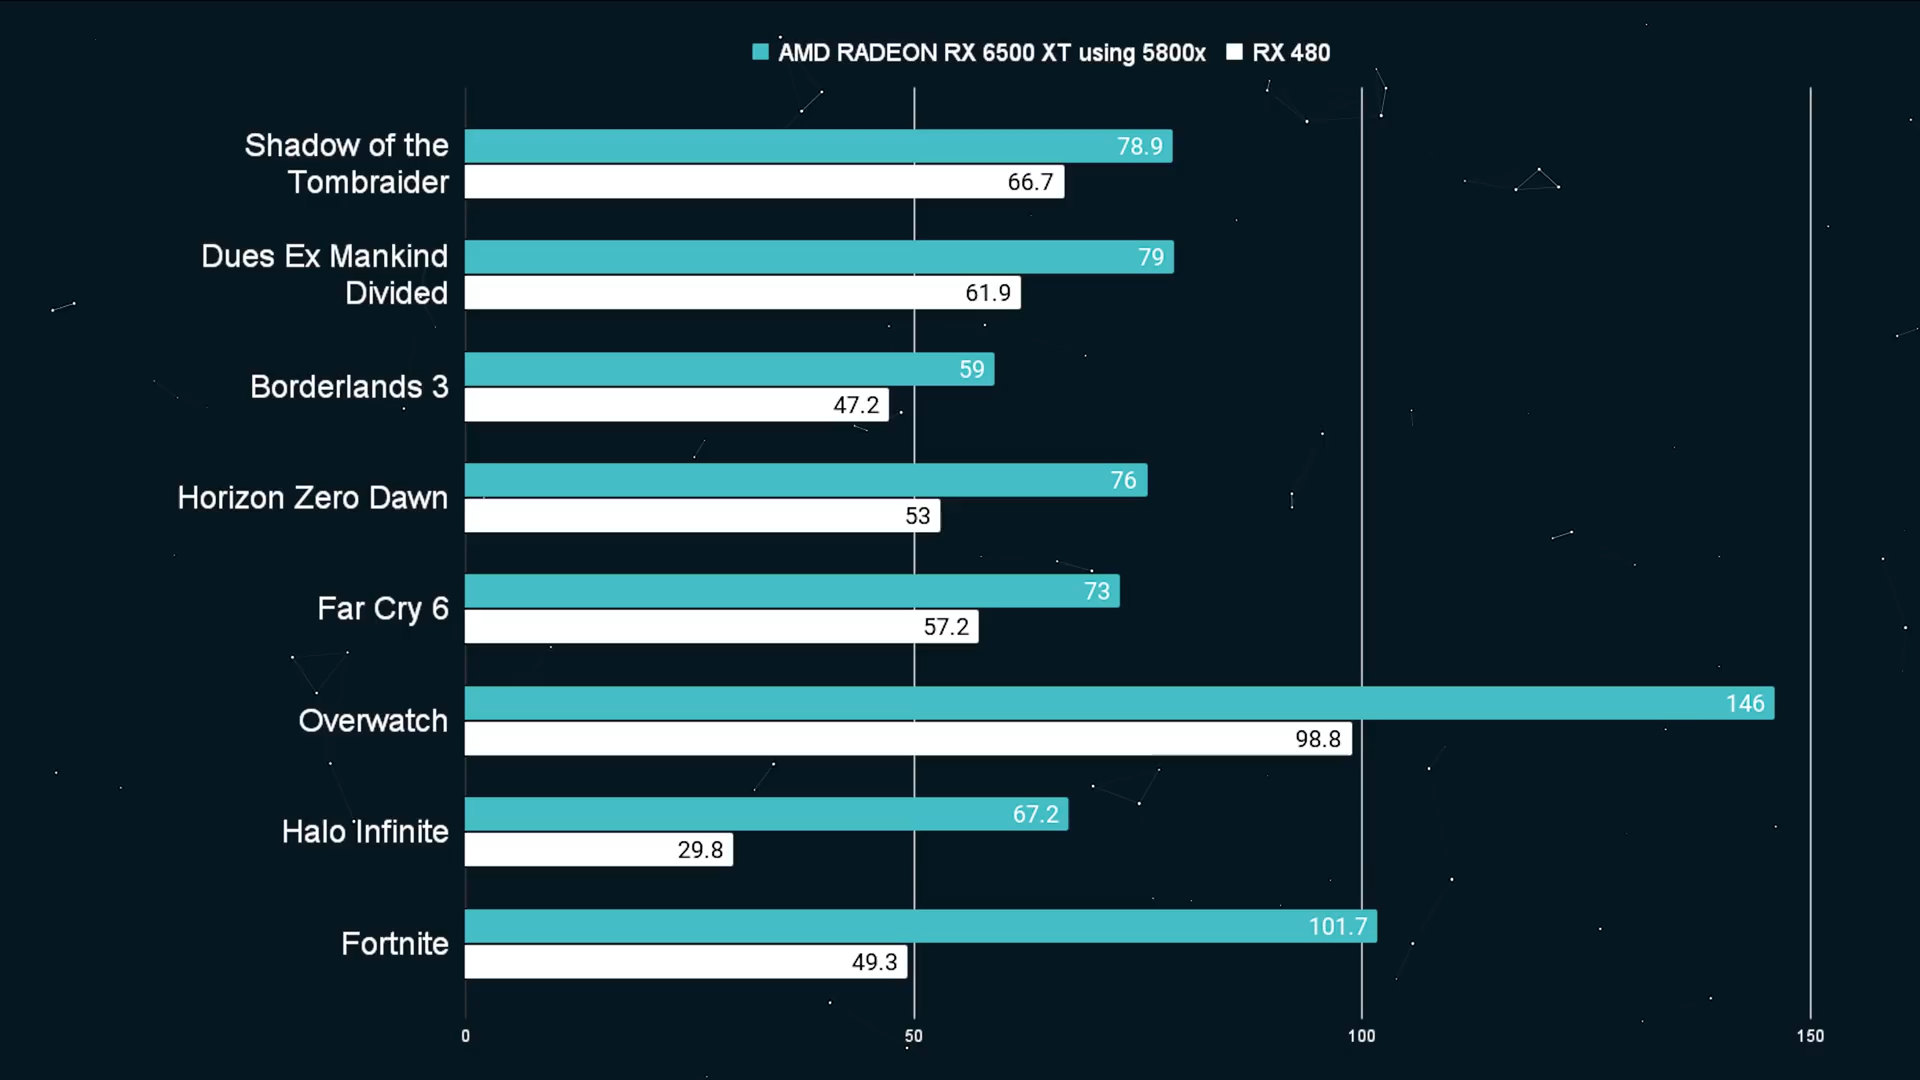 AMD RADEON RX 6500 XT using 5800x RX 480
Shadow of the
Tombraider
78.9
66.7
Dues Ex Mankind
Divided
79
61.9
Borderlands 3
59
47.2
Horizon Zero Dawn
76
53
Far Cry 6
73
57.2
Overwatch
146
98.8
Halo Infinite
67.2
29.8
Fortnite
101.7
49.3
0 50 100 150